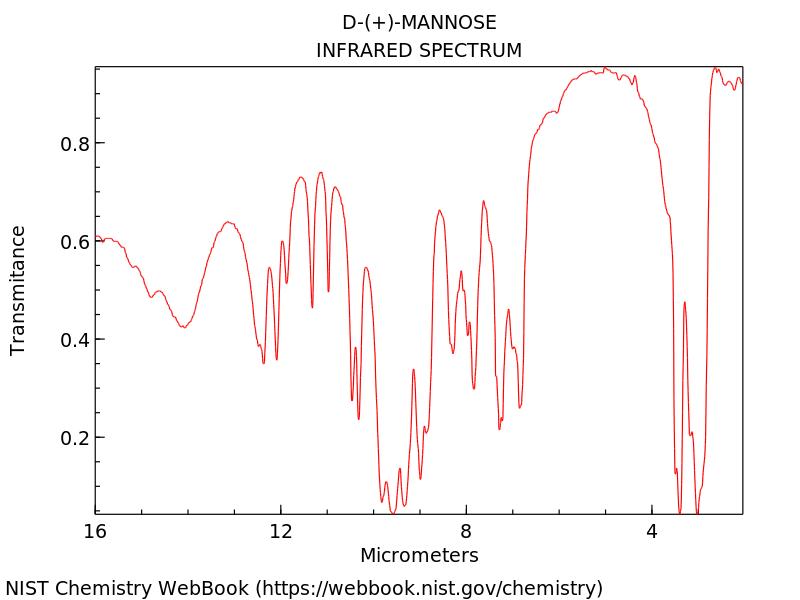 D-(+)-MANNOSE
INFRARED SPECTRUM
0.8
0.6
0.4
0.2
Transmitance
16 12 8 4
Micrometers
NIST Chemistry WebBook (https://webbook.nist.gov/chemistry)